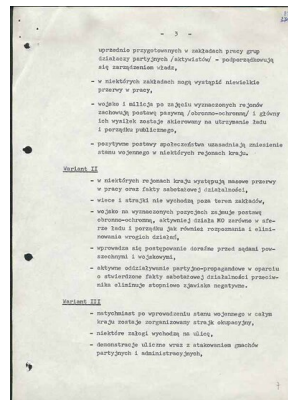 - 3 -
uprzednio przygotowanych w zakładach pracy grup
działaczy partyjnych /aktywistów/ - podporządkowują
się zarządzeniom władz,
- w niektórych zakładach mogą wystąpić niewielkie
przerwy w pracy,
- wojsko i milicja po zajęciu wyznaczonych rejonów
zachowują postawę pasywną /obronno-ochronną/ i główny
ich wysiłek zostaje skierowany na utrzymanie ładu
i porządku publicznego,
- pozytywne postawy społeczeństwa uzasadniają zniesienie
stanu wojennego w niektórych rejonach kraju.
Wariant II
- w niektórych rejonach kraju występują masowe przerwy
w pracy oraz fakty sabotażowej działalności,
- wiece i strajki nie wychodzą poza teren zakładów,
- wojsko na wyznaczonych pozycjach zajmuje postawę
obronno-ochronną, aktywniej działa MO zarówno w sfe-
rze ładu i porządku jak również rozpoznania i elimi-
nowania wrogich działań,
- wprowadza się postępowanie doraźne przed sądami pow-
szechnymi i wojskowymi,
- aktywne oddziaływanie partyjno-propagandowe w oparciu
o stwierdzone fakty sabotażowej działalności przeciw-
nika eliminuje stopniowo zjawiska negatywne.
Wariant III
- natychmiast po wprowadzeniu stanu wojennego w całym
kraju zostaje zorganizowany strajk okupacyjny,
- niektóre załogi wychodzą na ulicę,
- demonstracje uliczne wraz z atakowaniem gmachów
partyjnych i administracyjnych,